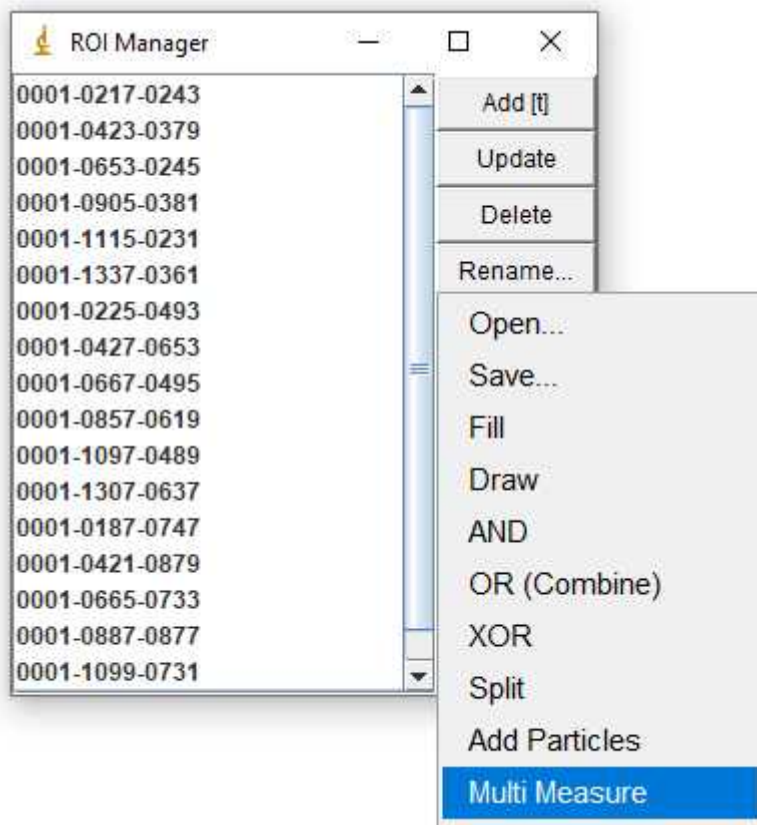 ROI Manager
0001-0217-0243
0001-0423-0379
0001-0653-0245
0001-0905-0381
0001-1115-0231
0001-1337-0361
0001-0225-0493
0001-0427-0653
0001-0667-0495
0001-0857-0619
0001-1097-0489
0001-1307-0637
0001-0187-0747
0001-0421-0879
0001-0665-0733
0001-0887-0877
0001-1099-0731
Add [t]
Update
Delete
Rename...
Open...
Save...
Fill
Draw
AND
OR (Combine)
XOR
Split
Add Particles
Multi Measure